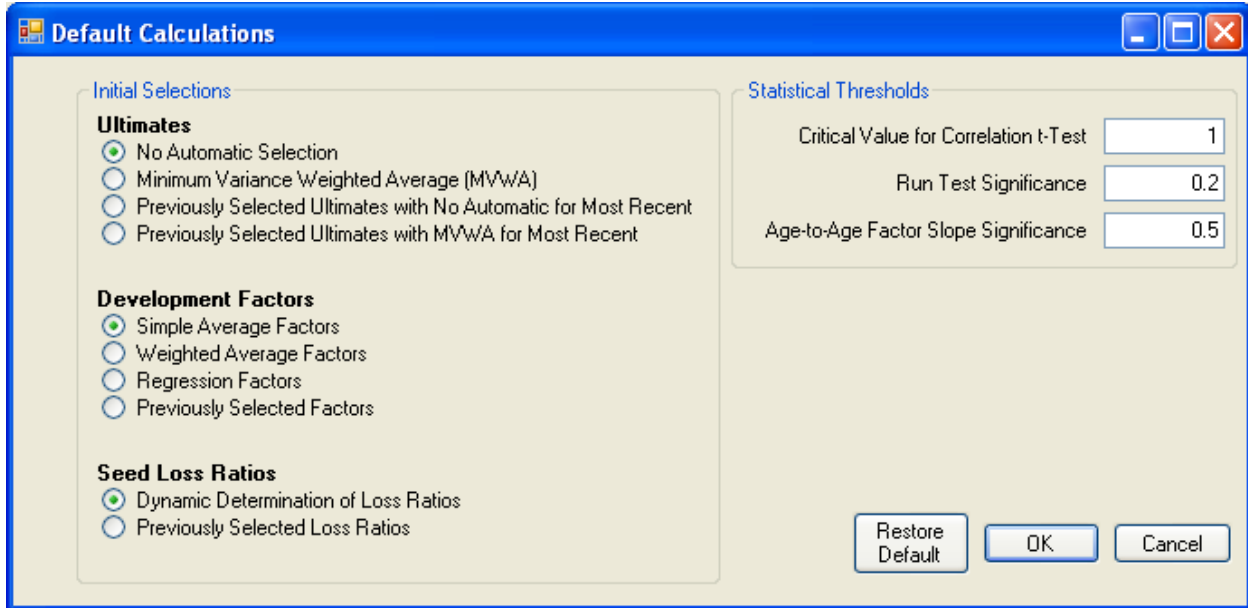 Default Calculations
Initial Selections
Ultimates
No Automatic Selection
Minimum Variance Weighted Average (MVWA)
Previously Selected Ultimates with No Automatic for Most Recent
Previously Selected Ultimates with MVWA for Most Recent
Development Factors
Simple Average Factors
Weighted Average Factors
Regression Factors
Previously Selected Factors
Seed Loss Ratios
Dynamic Determination of Loss Ratios
Previously Selected Loss Ratios
Statistical Thresholds
Critical Value for Correlation t-Test 1
Run Test Significance 0.2
Age-to-Age Factor Slope Significance 0.5
Restore
Default
OK
Cancel